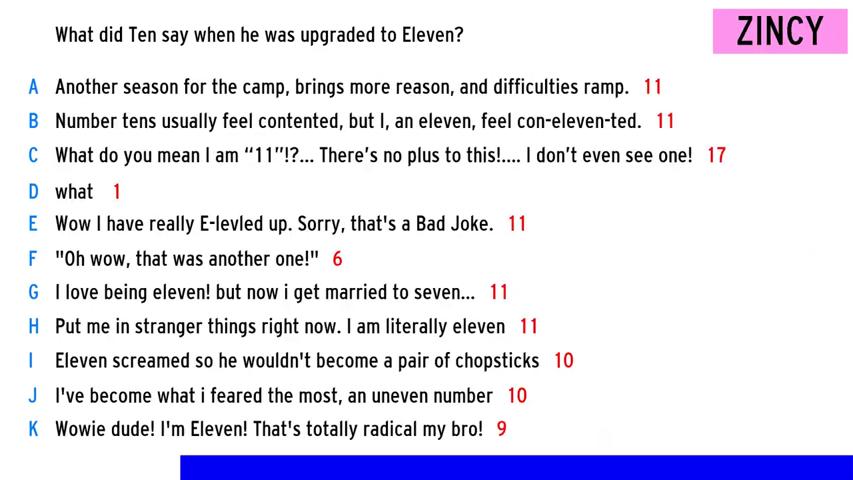 What did Ten say when he was upgraded to Eleven?
ZINCY
A Another season for the camp, brings more reason, and difficulties ramp. 11
B Number tens usually feel contented, but I, an eleven, feel con-eleven-ted. 11
C What do you mean I am “11”!?... There’s no plus to this!.... I don’t even see one! 17
D what 1
E Wow I have really E-levled up. Sorry, that's a Bad Joke. 11
F "Oh wow, that was another one!" 6
G I love being eleven! but now i get married to seven... 11
H Put me in stranger things right now. I am literally eleven 11
I Eleven screamed so he wouldn't become a pair of chopsticks 10
J I've become what i feared the most, an uneven number 10
K Wowie dude! I'm Eleven! That's totally radical my bro! 9